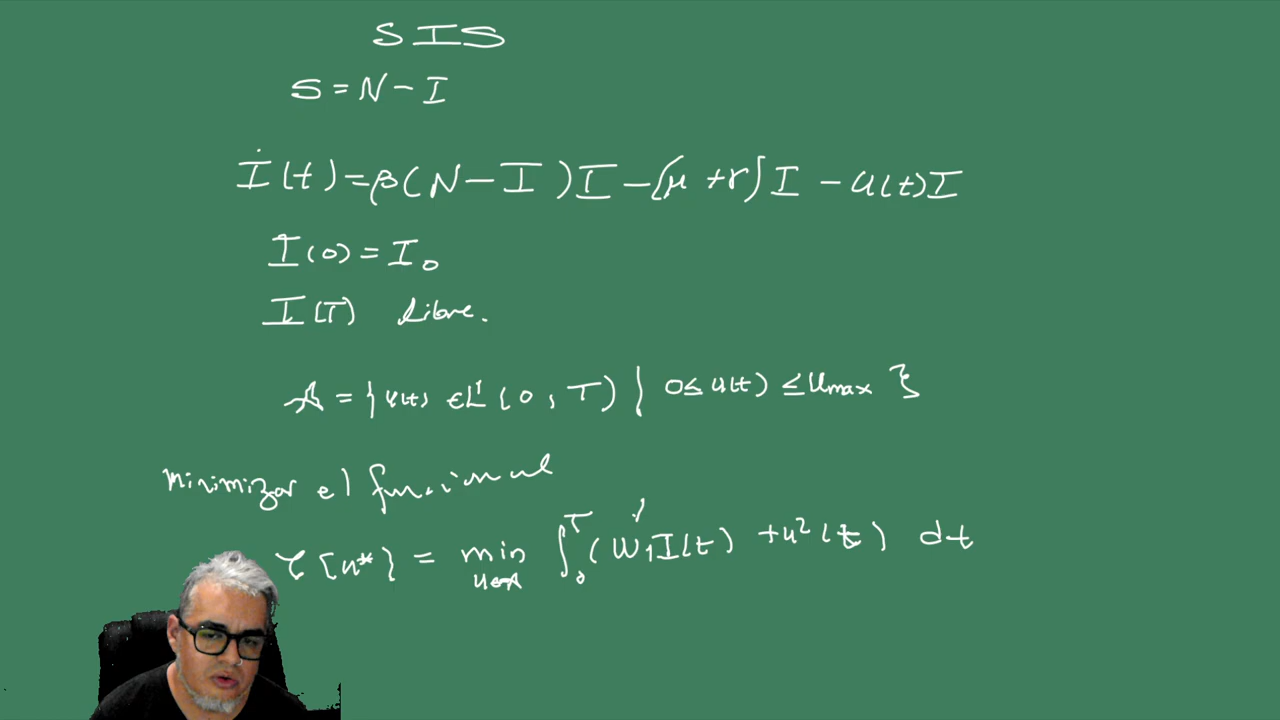 SIS
S = N - I
İ(t) = β(N - I)I - (μ + γ)I - u(t)I
I(0) = I₀
I(T) libre.
A = {u(t) ∈ L¹(0, T) | 0 ≤ u(t) ≤ umax}
Minimizar el funcional
C[u*] = min u∈A ∫₀ᵀ (W₁I(t) + u²(t)) dt